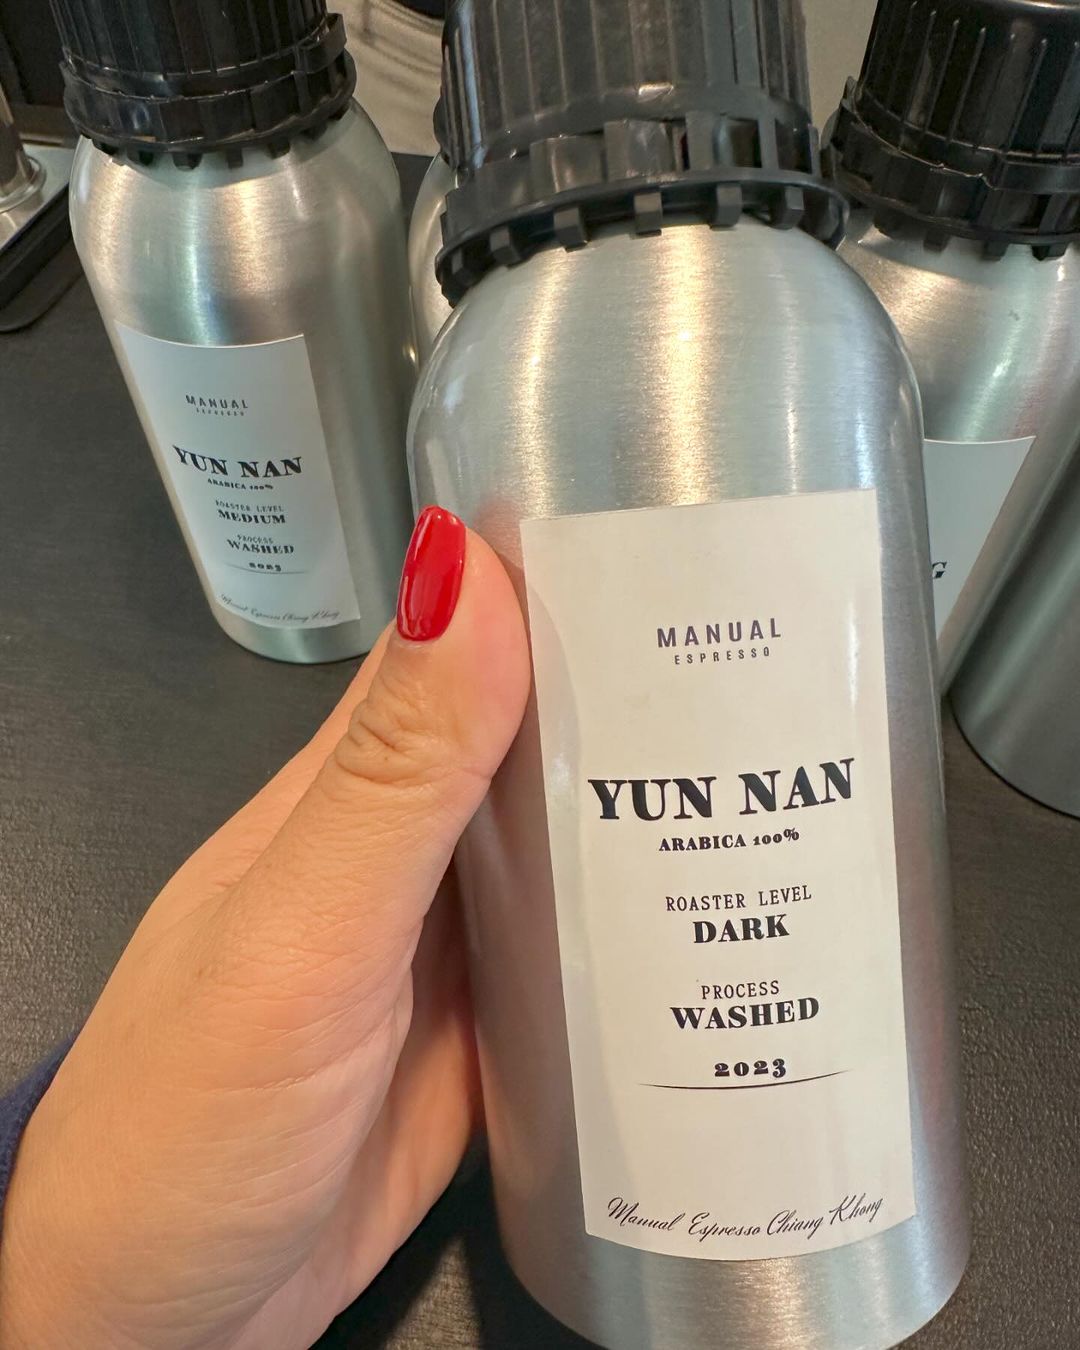 MANUAL
ESPRESSO
YUN NAN
ARABICA 100%
ROASTER LEVEL
MEDIUM
PROCESS
WASHED
2023
Manual Espresso Chiang Khong
MANUAL
ESPRESSO
YUN NAN
ARABICA 100%
ROASTER LEVEL
DARK
PROCESS
WASHED
2023
Manual Espresso Chiang Khong
G